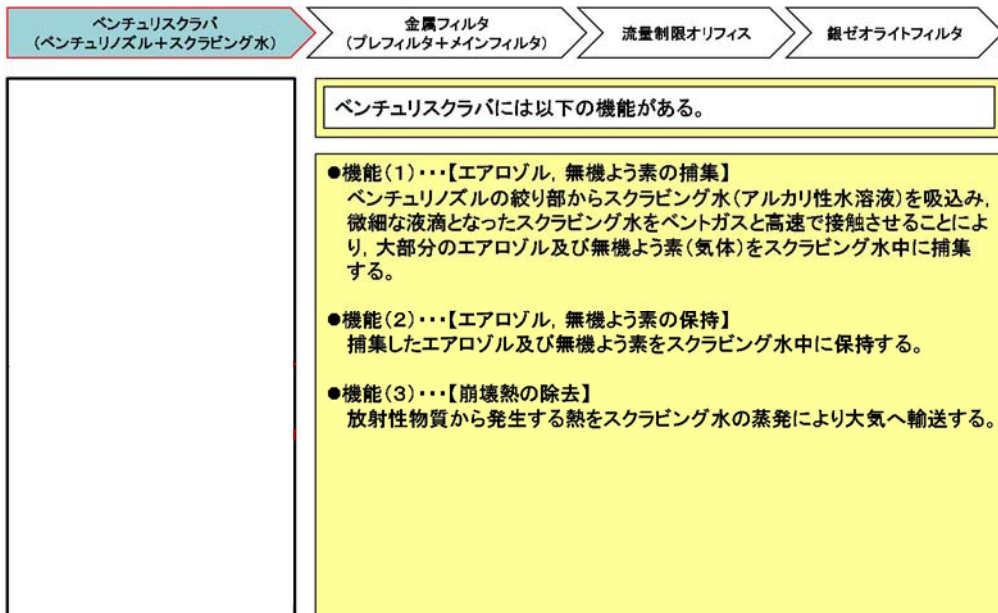 ベンチュリスクラバ
(ベンチュリノズル+スクラビング水)
金属フィルタ
(プレフィルタ+メインフィルタ)
流量制限オリフィス
銀ゼオライトフィルタ
ベンチュリスクラバには以下の機能がある。
●機能(1)・・・【エアロゾル,無機よう素の捕集】
ベンチュリノズルの絞り部からスクラビング水(アルカリ性水溶液)を吸込み,
微細な液滴となったスクラビング水をベントガスと高速で接触させることによ
り,大部分のエアロゾル及び無機よう素(気体)をスクラビング水中に捕集
する。
●機能(2)・・・【エアロゾル,無機よう素の保持】
捕集したエアロゾル及び無機よう素をスクラビング水中に保持する。
●機能(3)・・・【崩壊熱の除去】
放射性物質から発生する熱をスクラビング水の蒸発により大気へ輸送する。